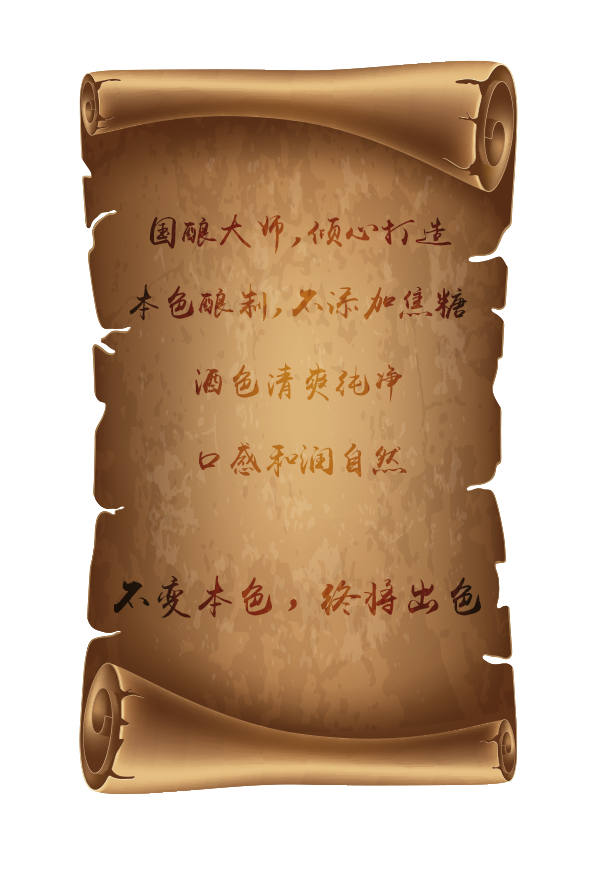 国酿大师,倾心打造
本色酿制,不添加焦糖
酒色清爽纯净
口感和润自然
不变本色,终将出色